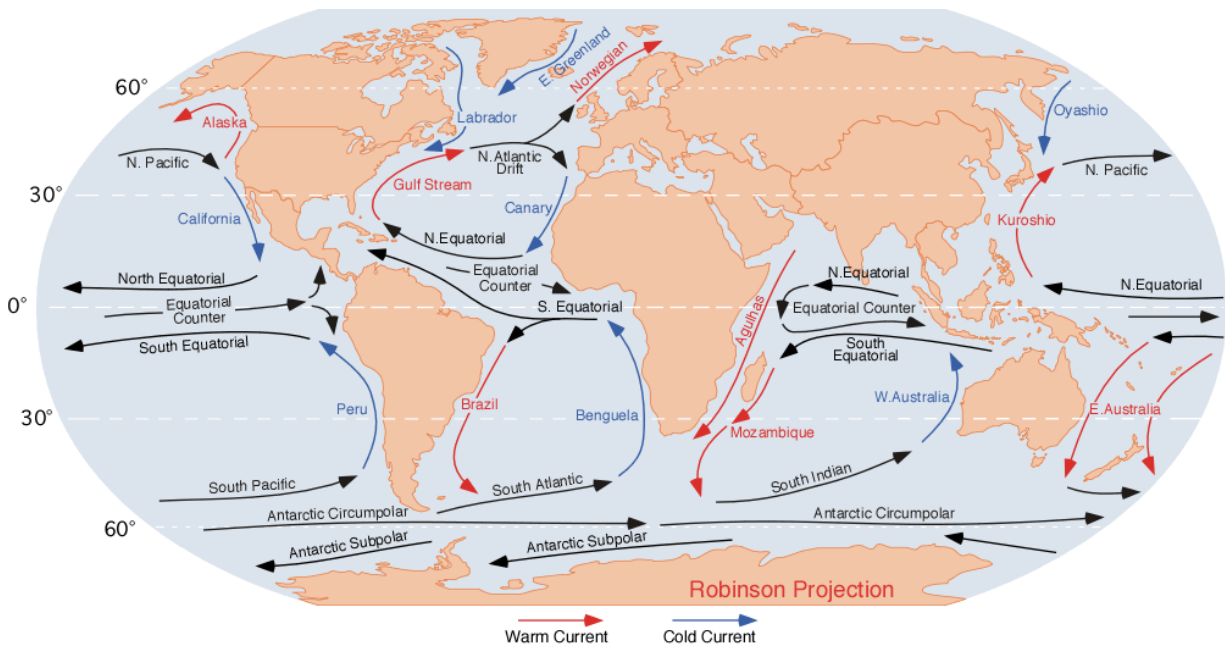 60°
30°
0°
30°
60°
Alaska
N. Pacific
California
North Equatorial
Equatorial
Counter
South Equatorial
Peru
South Pacific
Antarctic Circumpolar
Antarctic Subpolar
Labrador
E. Greenland
Norwegian
N.Atlantic
Drift
Gulf Stream
Canary
N.Equatorial
Equatorial
Counter
S. Equatorial
Brazil
Benguela
South Atlantic
Antarctic Subpolar
Agulhas
Mozambique
N.Equatorial
Equatorial Counter
South
Equatorial
W.Australia
South Indian
Antarctic Circumpolar
Oyashio
N. Pacific
Kuroshio
N.Equatorial
E.Australia
Robinson Projection
Warm Current
Cold Current